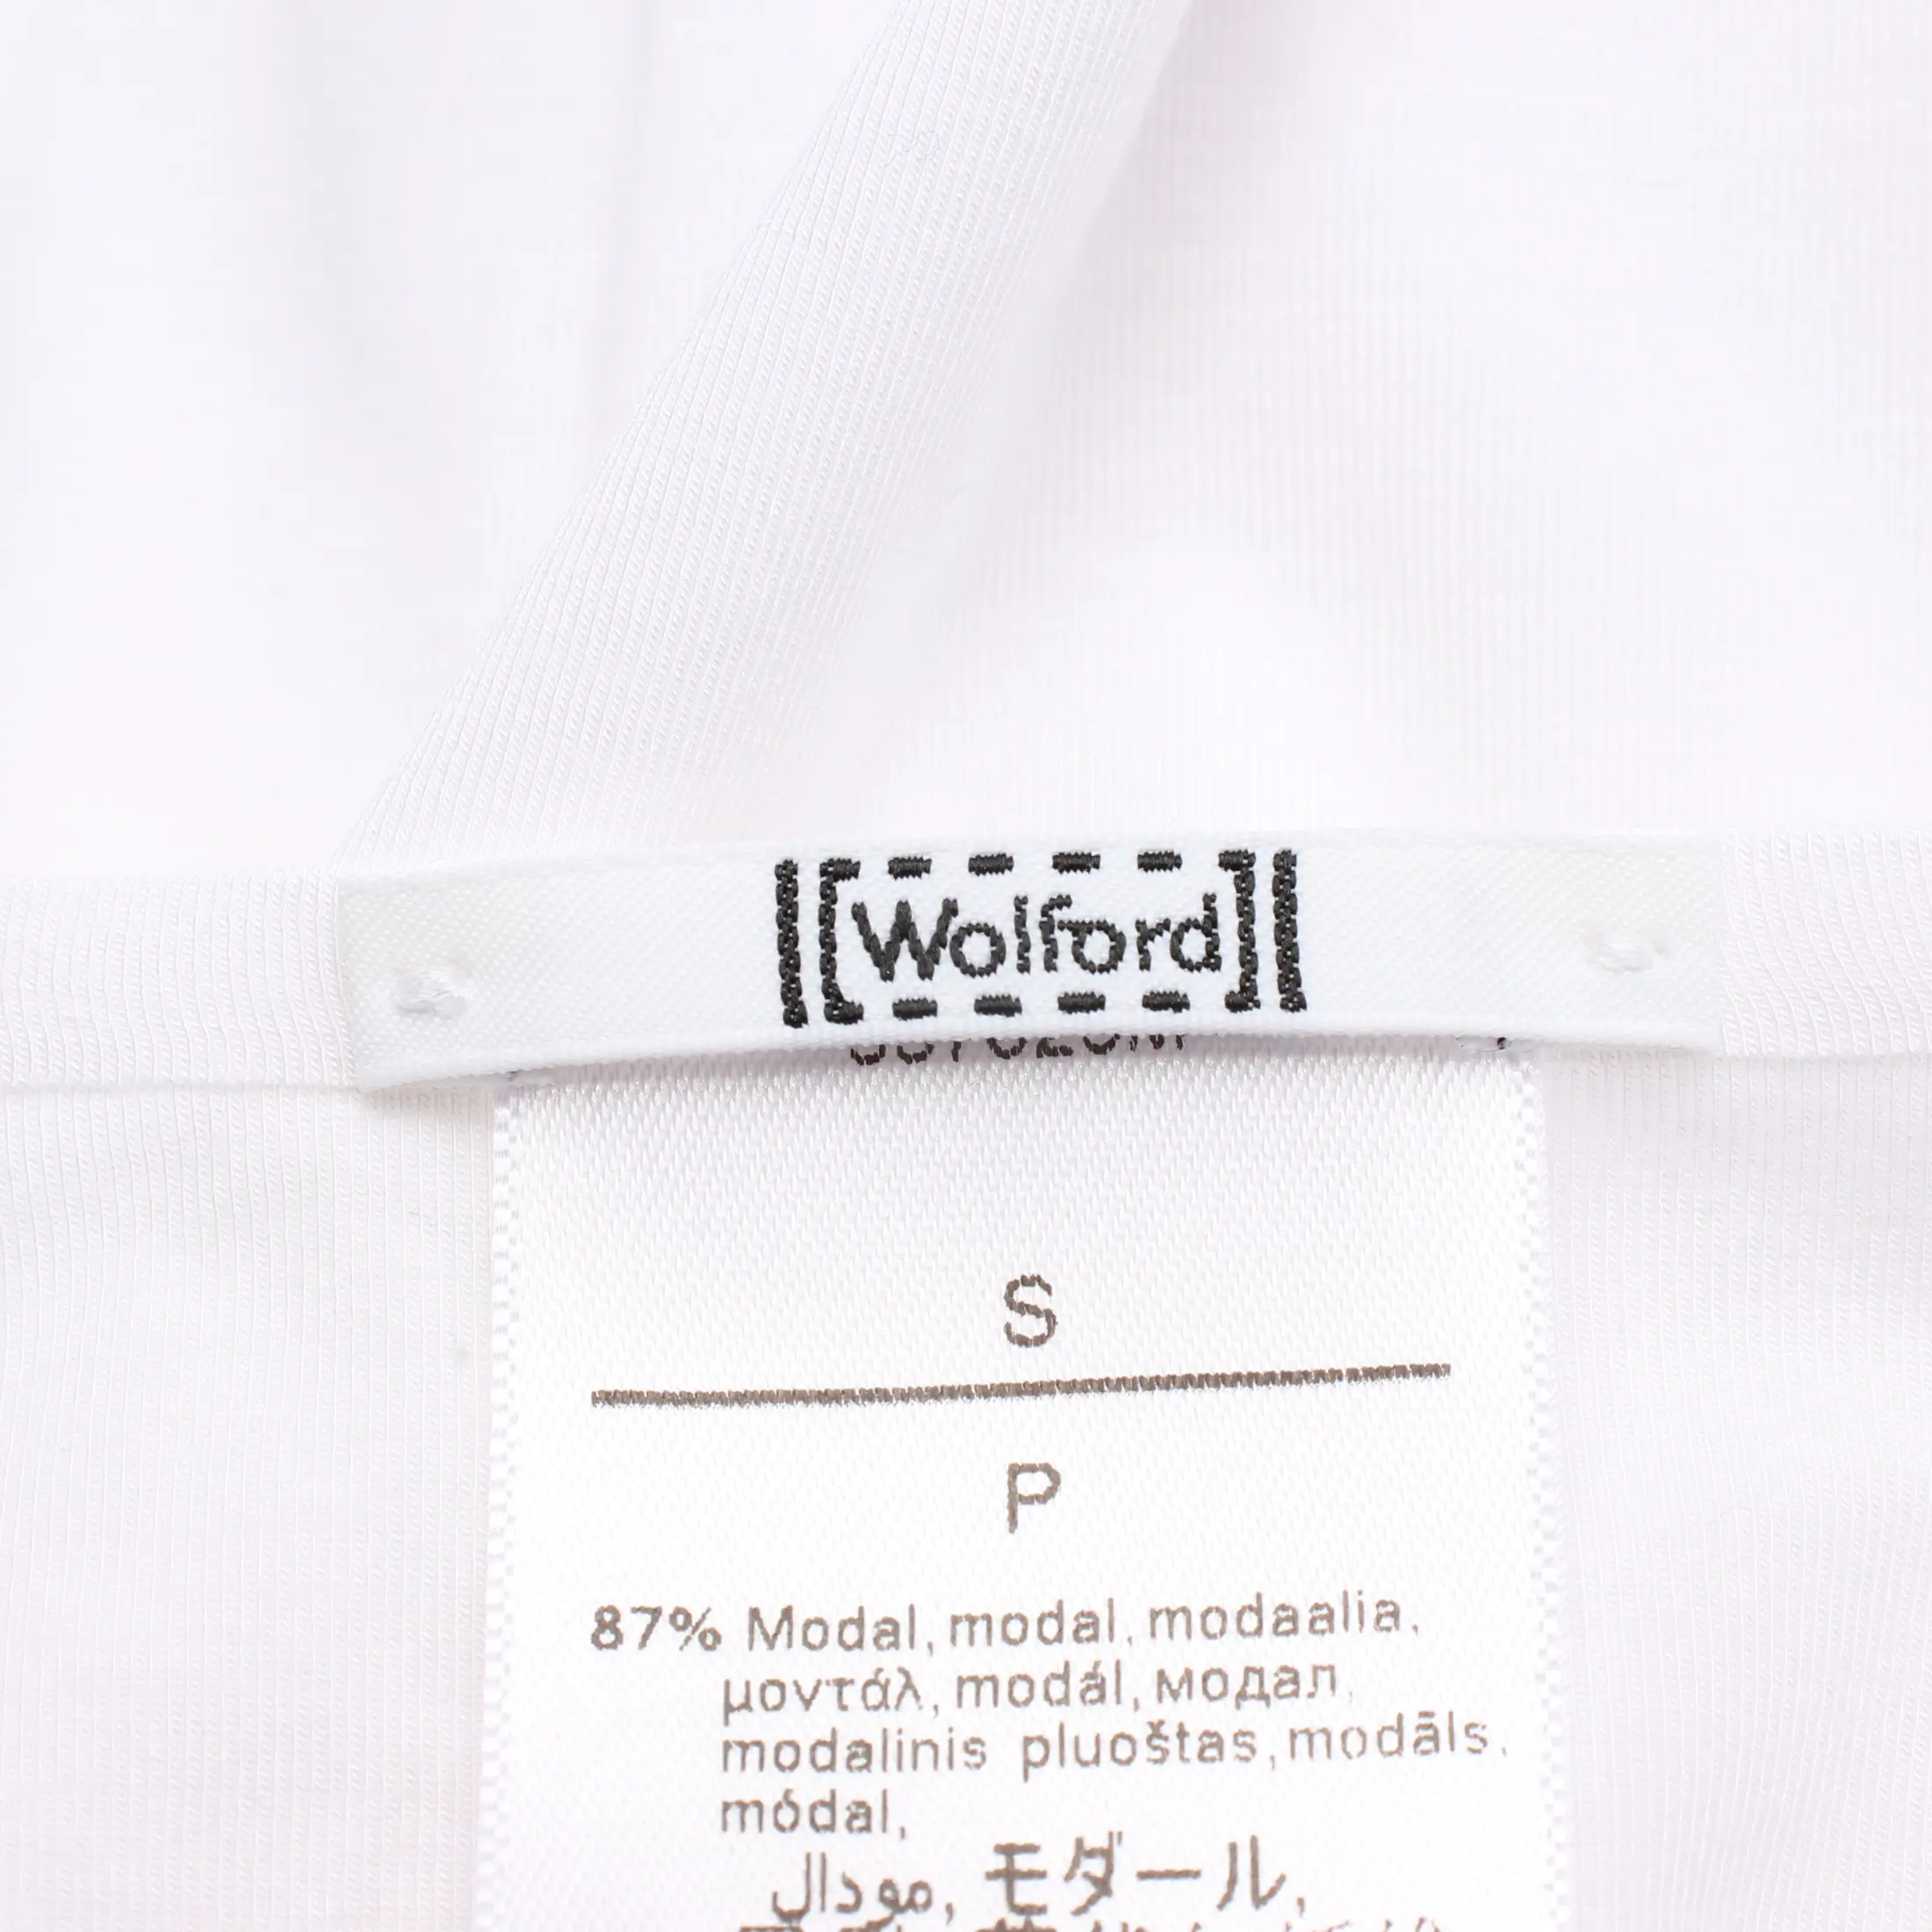 Wolford
S
P
87% Modal, modal, modaalia,
μοντάλ, modál, модал,
modalinis pluoštas, modāls,
módal,
مودال, モダール,